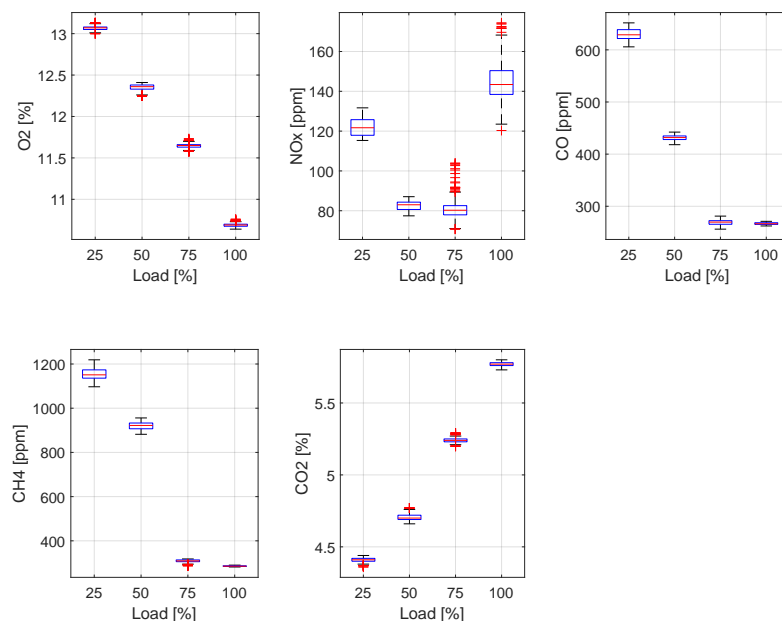 O2 [%]
13
12.5
12
11.5
11
25 50 75 100
Load [%]
NOx [ppm]
160
140
120
100
80
25 50 75 100
Load [%]
CO [ppm]
600
500
400
300
25 50 75 100
Load [%]
CH4 [ppm]
1200
1000
800
600
400
25 50 75 100
Load [%]
CO2 [%]
5.5
5
4.5
25 50 75 100
Load [%]